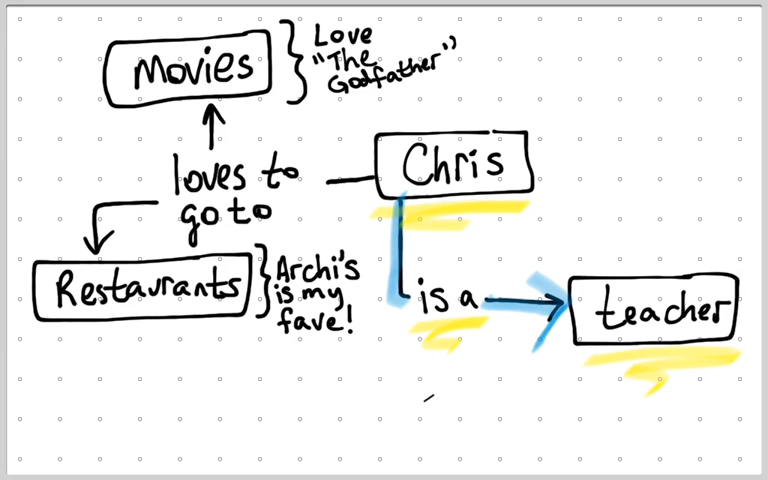 Movies
Love
"The
Godfather"
loves to
go to
Chris
Restaurants
Archi's
is my
fave!
is a
teacher